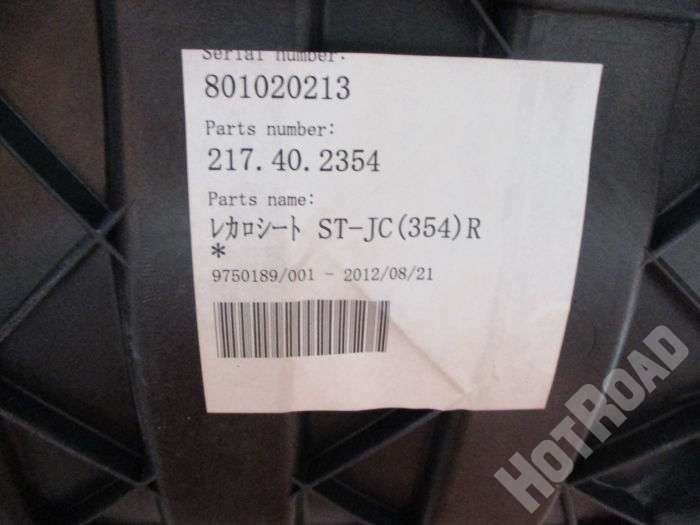 Serial number:
801020213
Parts number:
217.40.2354
Parts name:
ﾚｶﾛｼｰﾄ ST-JC(354)R
*
9750189/001 - 2012/08/21
HOTROAD